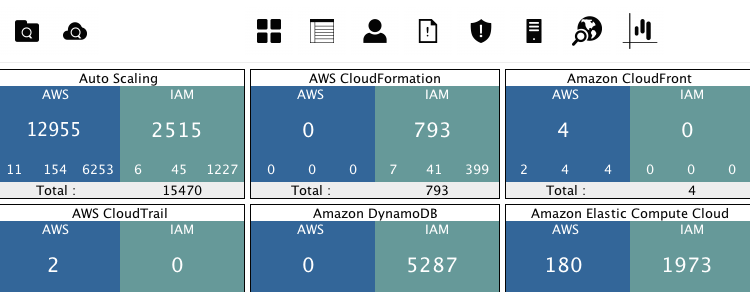 Auto Scaling
AWS IAM
12955 2515
11 154 6253 6 45 1227
Total : 15470
AWS CloudFormation
AWS IAM
0 793
0 0 0 7 41 399
Total : 793
Amazon CloudFront
AWS IAM
4 0
2 4 4 0 0 0
Total : 4
AWS CloudTrail
AWS IAM
2 0
Amazon DynamoDB
AWS IAM
0 5287
Amazon Elastic Compute Cloud
AWS IAM
180 1973